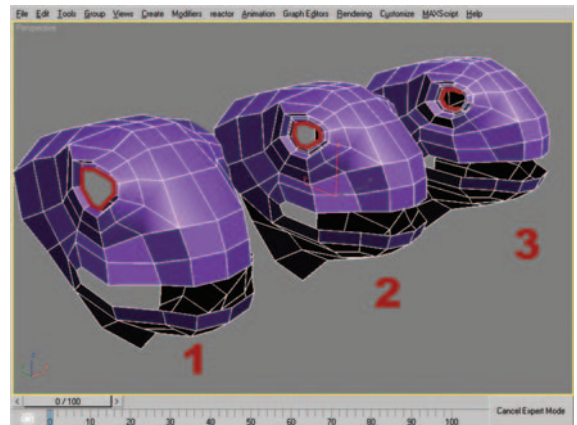 File Edit Tools Group Views Create Modifiers reactor Animation Graph Editors Rendering Customize MAXScript Help
Perspective
1
2
3
0 / 100
0 10 20 30 40 50 60 70 80 90 100
Cancel Expert Mode